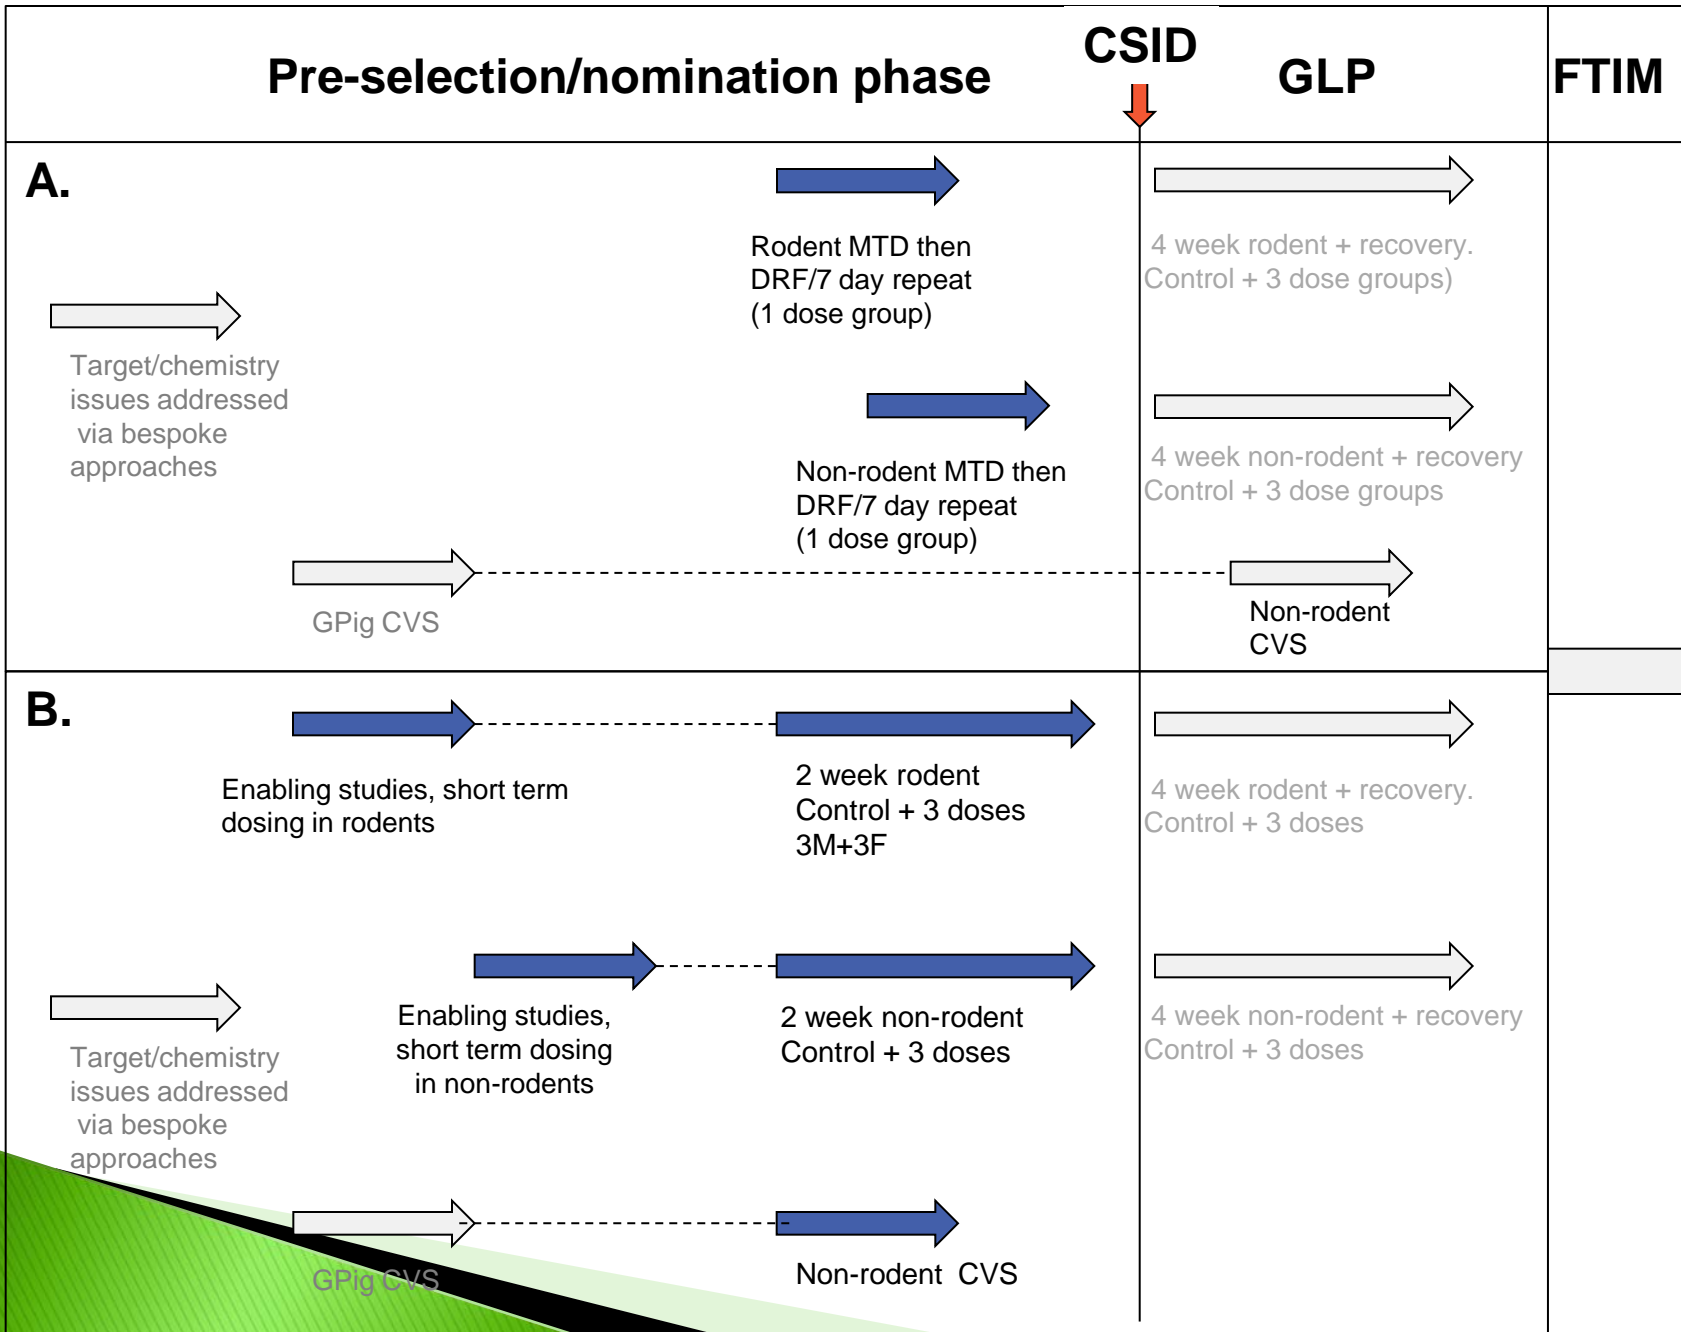 Pre-selection/nomination phase
CSID
GLP
FTIM
A.
Rodent MTD then
DRF/7 day repeat
(1 dose group)
4 week rodent + recovery.
Control + 3 dose groups)
Target/chemistry
issues addressed
via bespoke
approaches
Non-rodent MTD then
DRF/7 day repeat
(1 dose group)
4 week non-rodent + recovery
Control + 3 dose groups
GPig CVS
Non-rodent
CVS
B.
Enabling studies, short term
dosing in rodents
2 week rodent
Control + 3 doses
3M+3F
4 week rodent + recovery.
Control + 3 doses
Target/chemistry
issues addressed
via bespoke
approaches
Enabling studies,
short term dosing
in non-rodents
2 week non-rodent
Control + 3 doses
4 week non-rodent + recovery
Control + 3 doses
GPig CVS
Non-rodent CVS